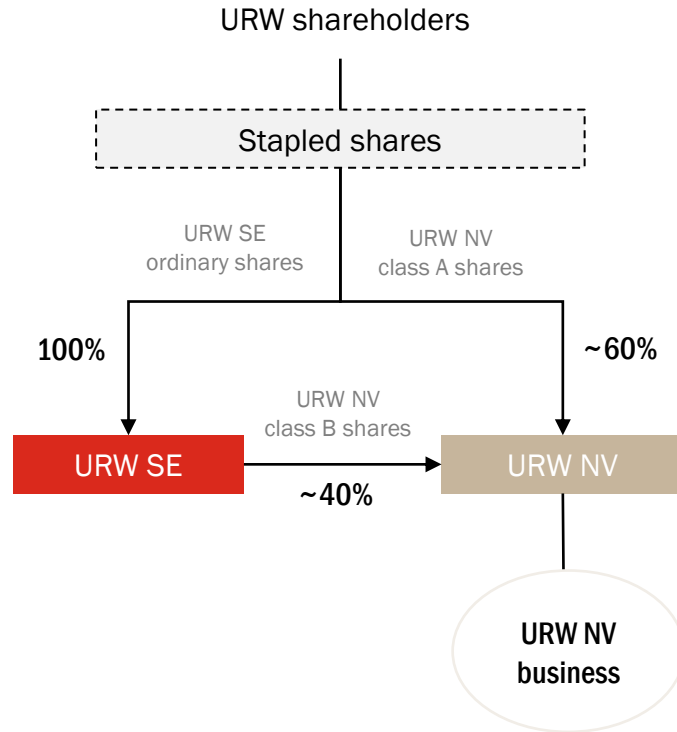 URW shareholders
Stapled shares
URW SE
ordinary shares
URW NV
class A shares
100%
~60%
URW NV
class B shares
URW SE
URW NV
~40%
URW NV
business